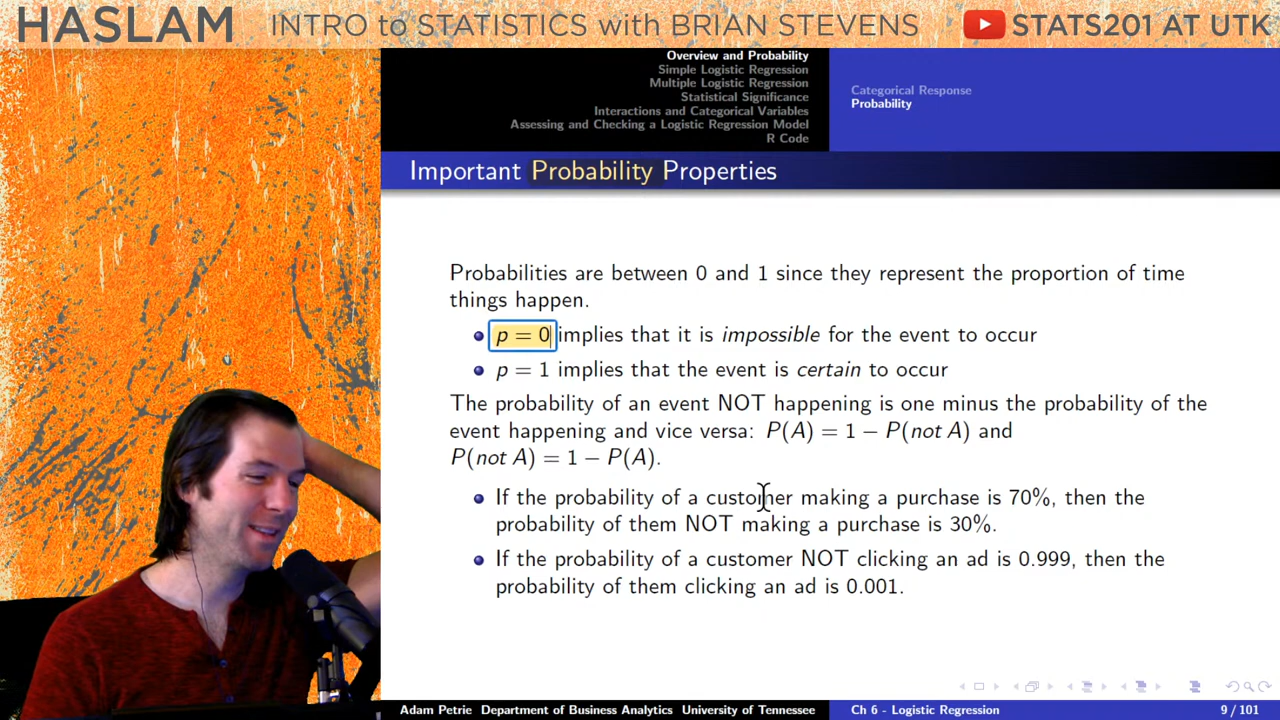 HASLAM INTRO to STATISTICS with BRIAN STEVENS STATS201 AT UTK
Overview and Probability
Simple Logistic Regression
Multiple Logistic Regression
Statistical Significance
Interactions and Categorical Variables
Assessing and Checking a Logistic Regression Model
R Code
Categorical Response
Probability
Important Probability Properties
Probabilities are between 0 and 1 since they represent the proportion of time
things happen.
p = 0 implies that it is impossible for the event to occur
p = 1 implies that the event is certain to occur
The probability of an event NOT happening is one minus the probability of the
event happening and vice versa: P(A) = 1 − P(not A) and
P(not A) = 1 − P(A).
If the probability of a customer making a purchase is 70%, then the
probability of them NOT making a purchase is 30%.
If the probability of a customer NOT clicking an ad is 0.999, then the
probability of them clicking an ad is 0.001.
Adam Petrie Department of Business Analytics University of Tennessee Ch 6 - Logistic Regression 9 / 101